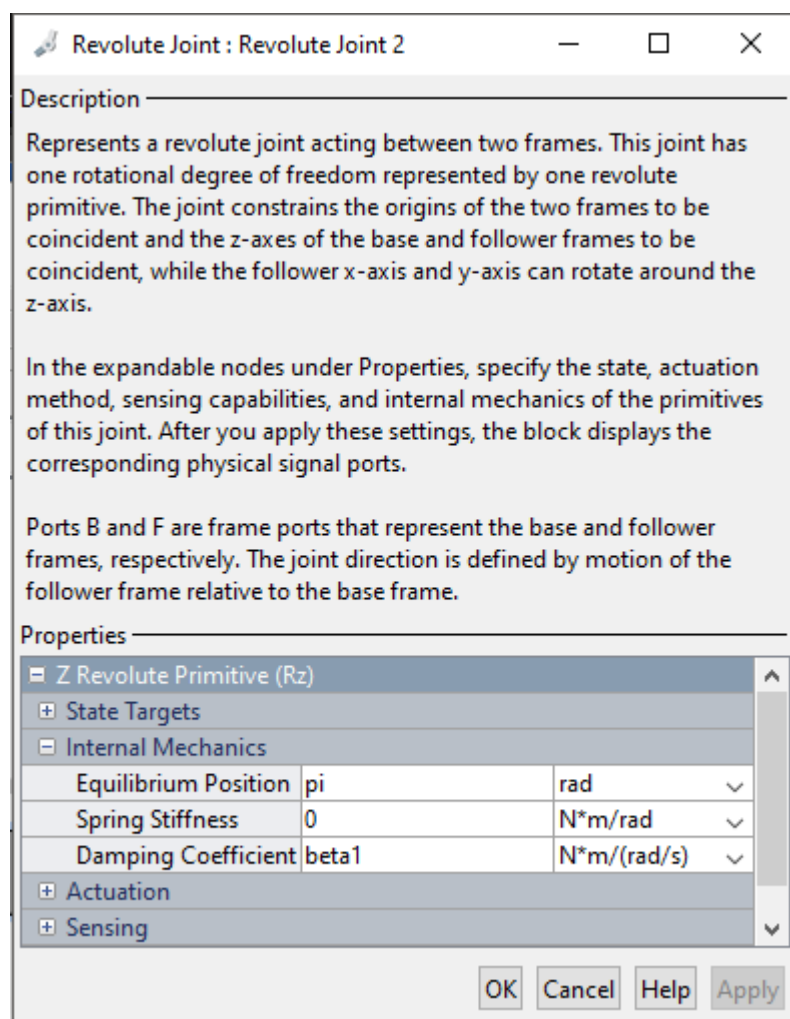 Revolute Joint : Revolute Joint 2
Description
Represents a revolute joint acting between two frames. This joint has
one rotational degree of freedom represented by one revolute
primitive. The joint constrains the origins of the two frames to be
coincident and the z-axes of the base and follower frames to be
coincident, while the follower x-axis and y-axis can rotate around the
z-axis.
In the expandable nodes under Properties, specify the state, actuation
method, sensing capabilities, and internal mechanics of the primitives
of this joint. After you apply these settings, the block displays the
corresponding physical signal ports.
Ports B and F are frame ports that represent the base and follower
frames, respectively. The joint direction is defined by motion of the
follower frame relative to the base frame.
Properties
Z Revolute Primitive (Rz)
State Targets
Internal Mechanics
Equilibrium Position pi rad
Spring Stiffness 0 N*m/rad
Damping Coefficient beta1 N*m/(rad/s)
Actuation
Sensing
OK Cancel Help Apply